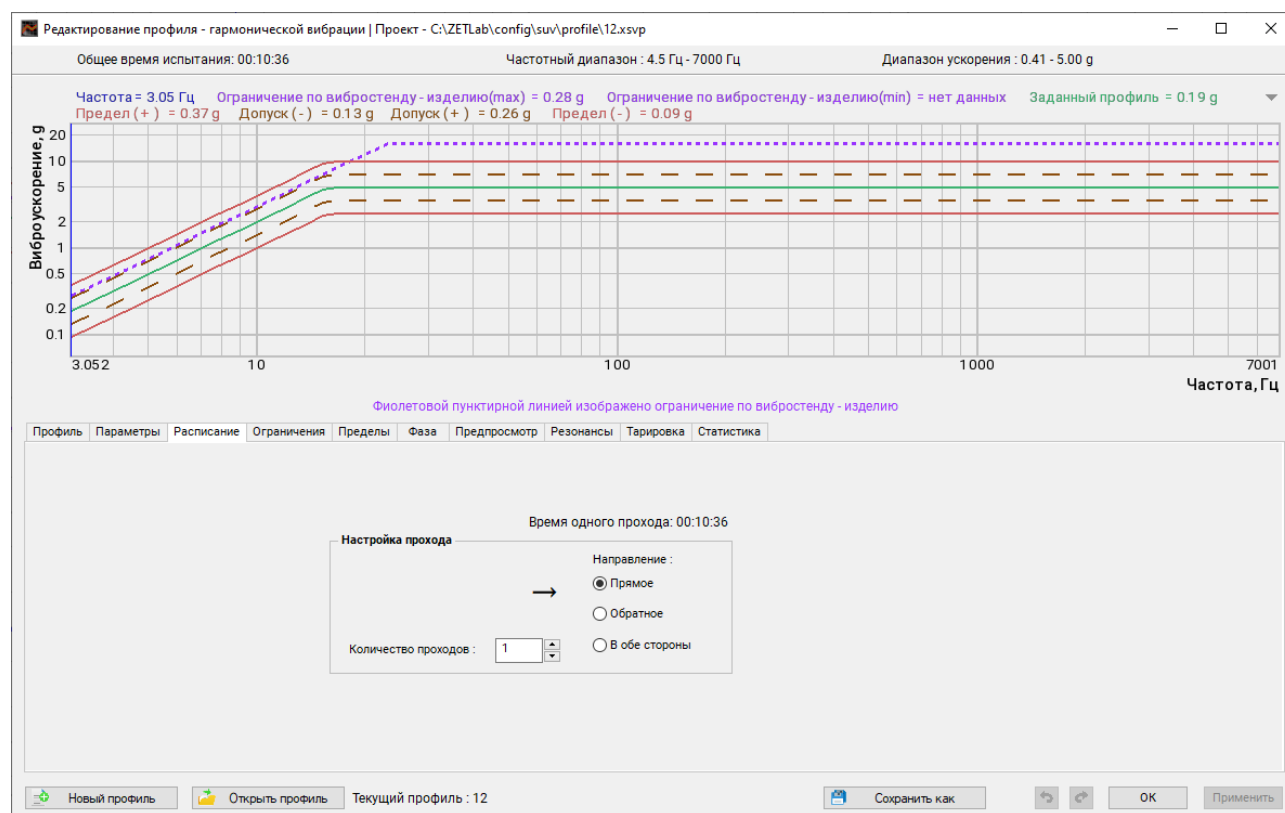 Редактирование профиля - гармонической вибрации | Проект - C:\ZETLab\config\suv\profile\12.xsvp
Общее время испытания: 00:10:36 Частотный диапазон : 4.5 Гц - 7000 Гц Диапазон ускорения : 0.41 - 5.00 g
Частота = 3.05 Гц Ограничение по вибростенду - изделию(max) = 0.28 g Ограничение по вибростенду - изделию(min) = нет данных Заданный профиль = 0.19 g
Предел ( + ) = 0.37 g Допуск ( - ) = 0.13 g Допуск ( + ) = 0.26 g Предел ( - ) = 0.09 g
Виброускорение, g
20
10
5
2
1
0.5
0.2
0.1
3.052 10 100 1000 7001
Частота, Гц
Фиолетовой пунктирной линией изображено ограничение по вибростенду - изделию
Профиль Параметры Расписание Ограничения Пределы Фаза Предпросмотр Резонансы Тарировка Статистика
Время одного прохода: 00:10:36
Настройка прохода
Направление :
→ Прямое
Обратное
Количество проходов : 1 В обе стороны
Новый профиль Открыть профиль Текущий профиль : 12 Сохранить как ОК Применить